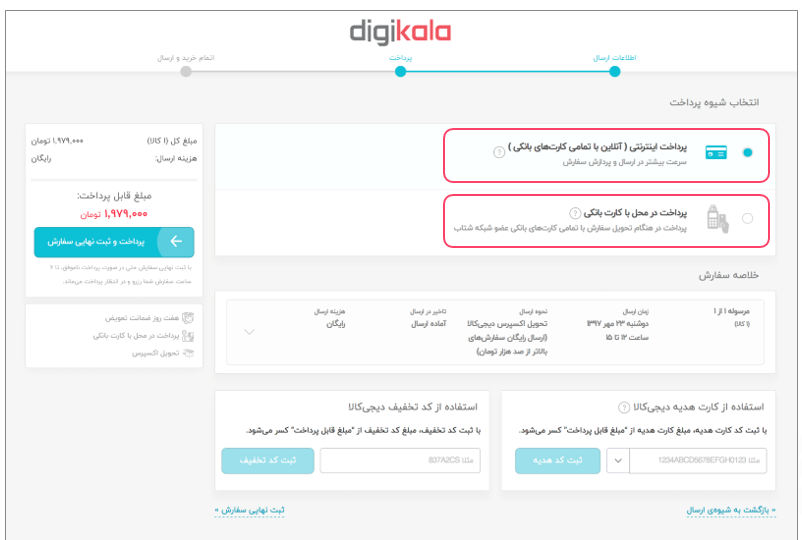 digikala
اطلاعات ارسال
پرداخت
اتمام خرید و ارسال
انتخاب شیوه پرداخت
پرداخت اینترنتی ( آنلاین با تمامی کارت‌های بانکی )
?
سرعت بیشتر در ارسال و پردازش سفارش
پرداخت در محل با کارت بانکی
?
پرداخت در هنگام تحویل سفارش با تمامی کارت‌های بانکی عضو شبکه شتاب
مبلغ کل (۱ کالا)
۱,۹۷۹,۰۰۰ تومان
هزینه ارسال:
رایگان
مبلغ قابل پرداخت:
۱,۹۷۹,۰۰۰ تومان
پرداخت و ثبت نهایی سفارش
با ثبت نهایی سفارش حتی در صورت پرداخت ناموفق، تا ۶
ساعت سفارش شما رزرو و در انتظار پرداخت می‌ماند.
هفت روز ضمانت تعویض
پرداخت در محل با کارت بانکی
تحویل اکسپرس
خلاصه سفارش
مرسوله ۱ از ۱
(۱ کالا)
زمان ارسال
دوشنبه ۲۳ مهر ۱۳۹۷
ساعت ۱۲ تا ۱۵
نحوه ارسال
تحویل اکسپرس دیجی‌کالا
(ارسال رایگان سفارش‌های
بالاتر از صد هزار تومان)
تاخیر در ارسال
آماده ارسال
هزینه ارسال
رایگان
استفاده از کارت هدیه دیجی‌کالا
?
با ثبت کد کارت هدیه، مبلغ کارت هدیه از "مبلغ قابل پرداخت" کسر می‌شود.
مثلا 1234ABCD5678EFGH0123
ثبت کد هدیه
استفاده از کد تخفیف دیجی‌کالا
با ثبت کد تخفیف، مبلغ کد تخفیف از "مبلغ قابل پرداخت" کسر می‌شود.
مثلا 837A2CS
ثبت کد تخفیف
« بازگشت به شیوه‌ی ارسال
ثبت نهایی سفارش »